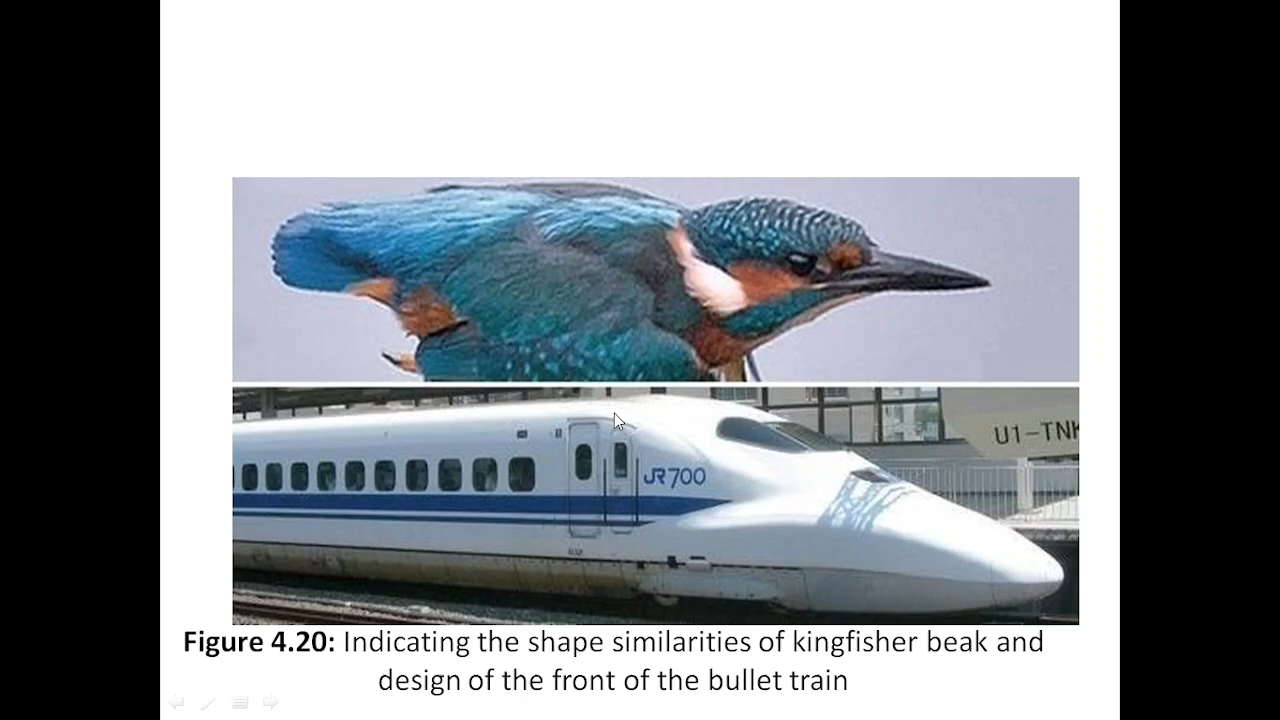 U1-TNK
JR700
Figure 4.20: Indicating the shape similarities of kingfisher beak and
design of the front of the bullet train